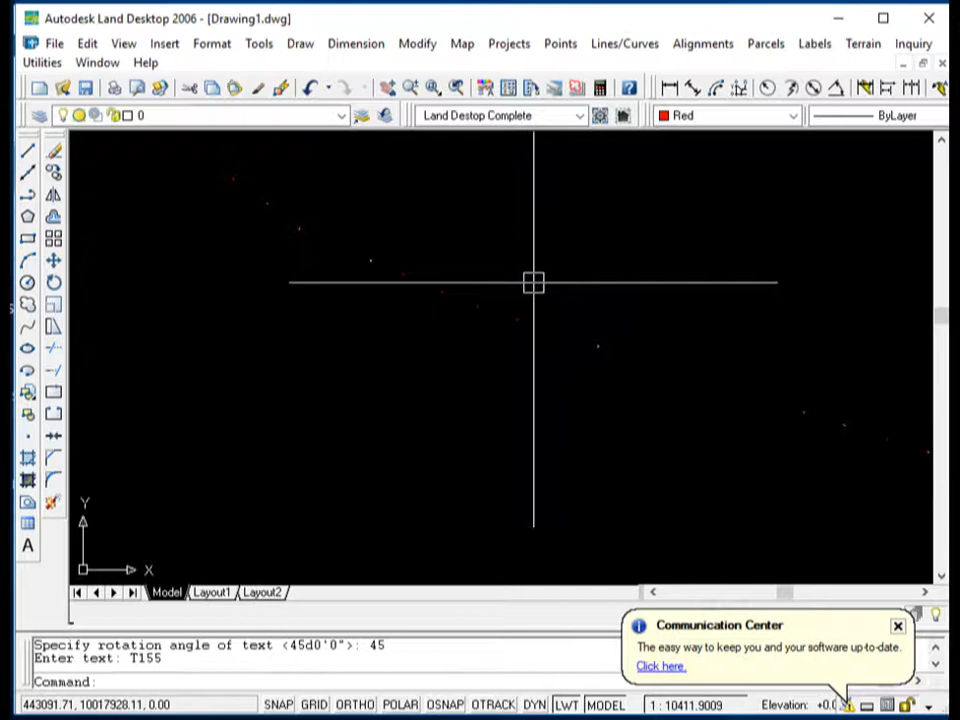 Autodesk Land Desktop 2006 - [Drawing1.dwg]
File Edit View Insert Format Tools Draw Dimension Modify Map Projects Points Lines/Curves Alignments Parcels Labels Terrain Inquiry
Utilities Window Help
0 Land Destop Complete Red ByLayer
Y
X
A
Model Layout1 Layout2
Specify rotation angle of text <45d0'0">: 45
Enter text: T155
Command:
Communication Center
The easy way to keep you and your software up-to-date.
Click here.
443091.71, 10017928.11, 0.00 SNAP GRID ORTHO POLAR OSNAP OTRACK DYN LWT MODEL 1 : 10411.9009 Elevation: +0.0